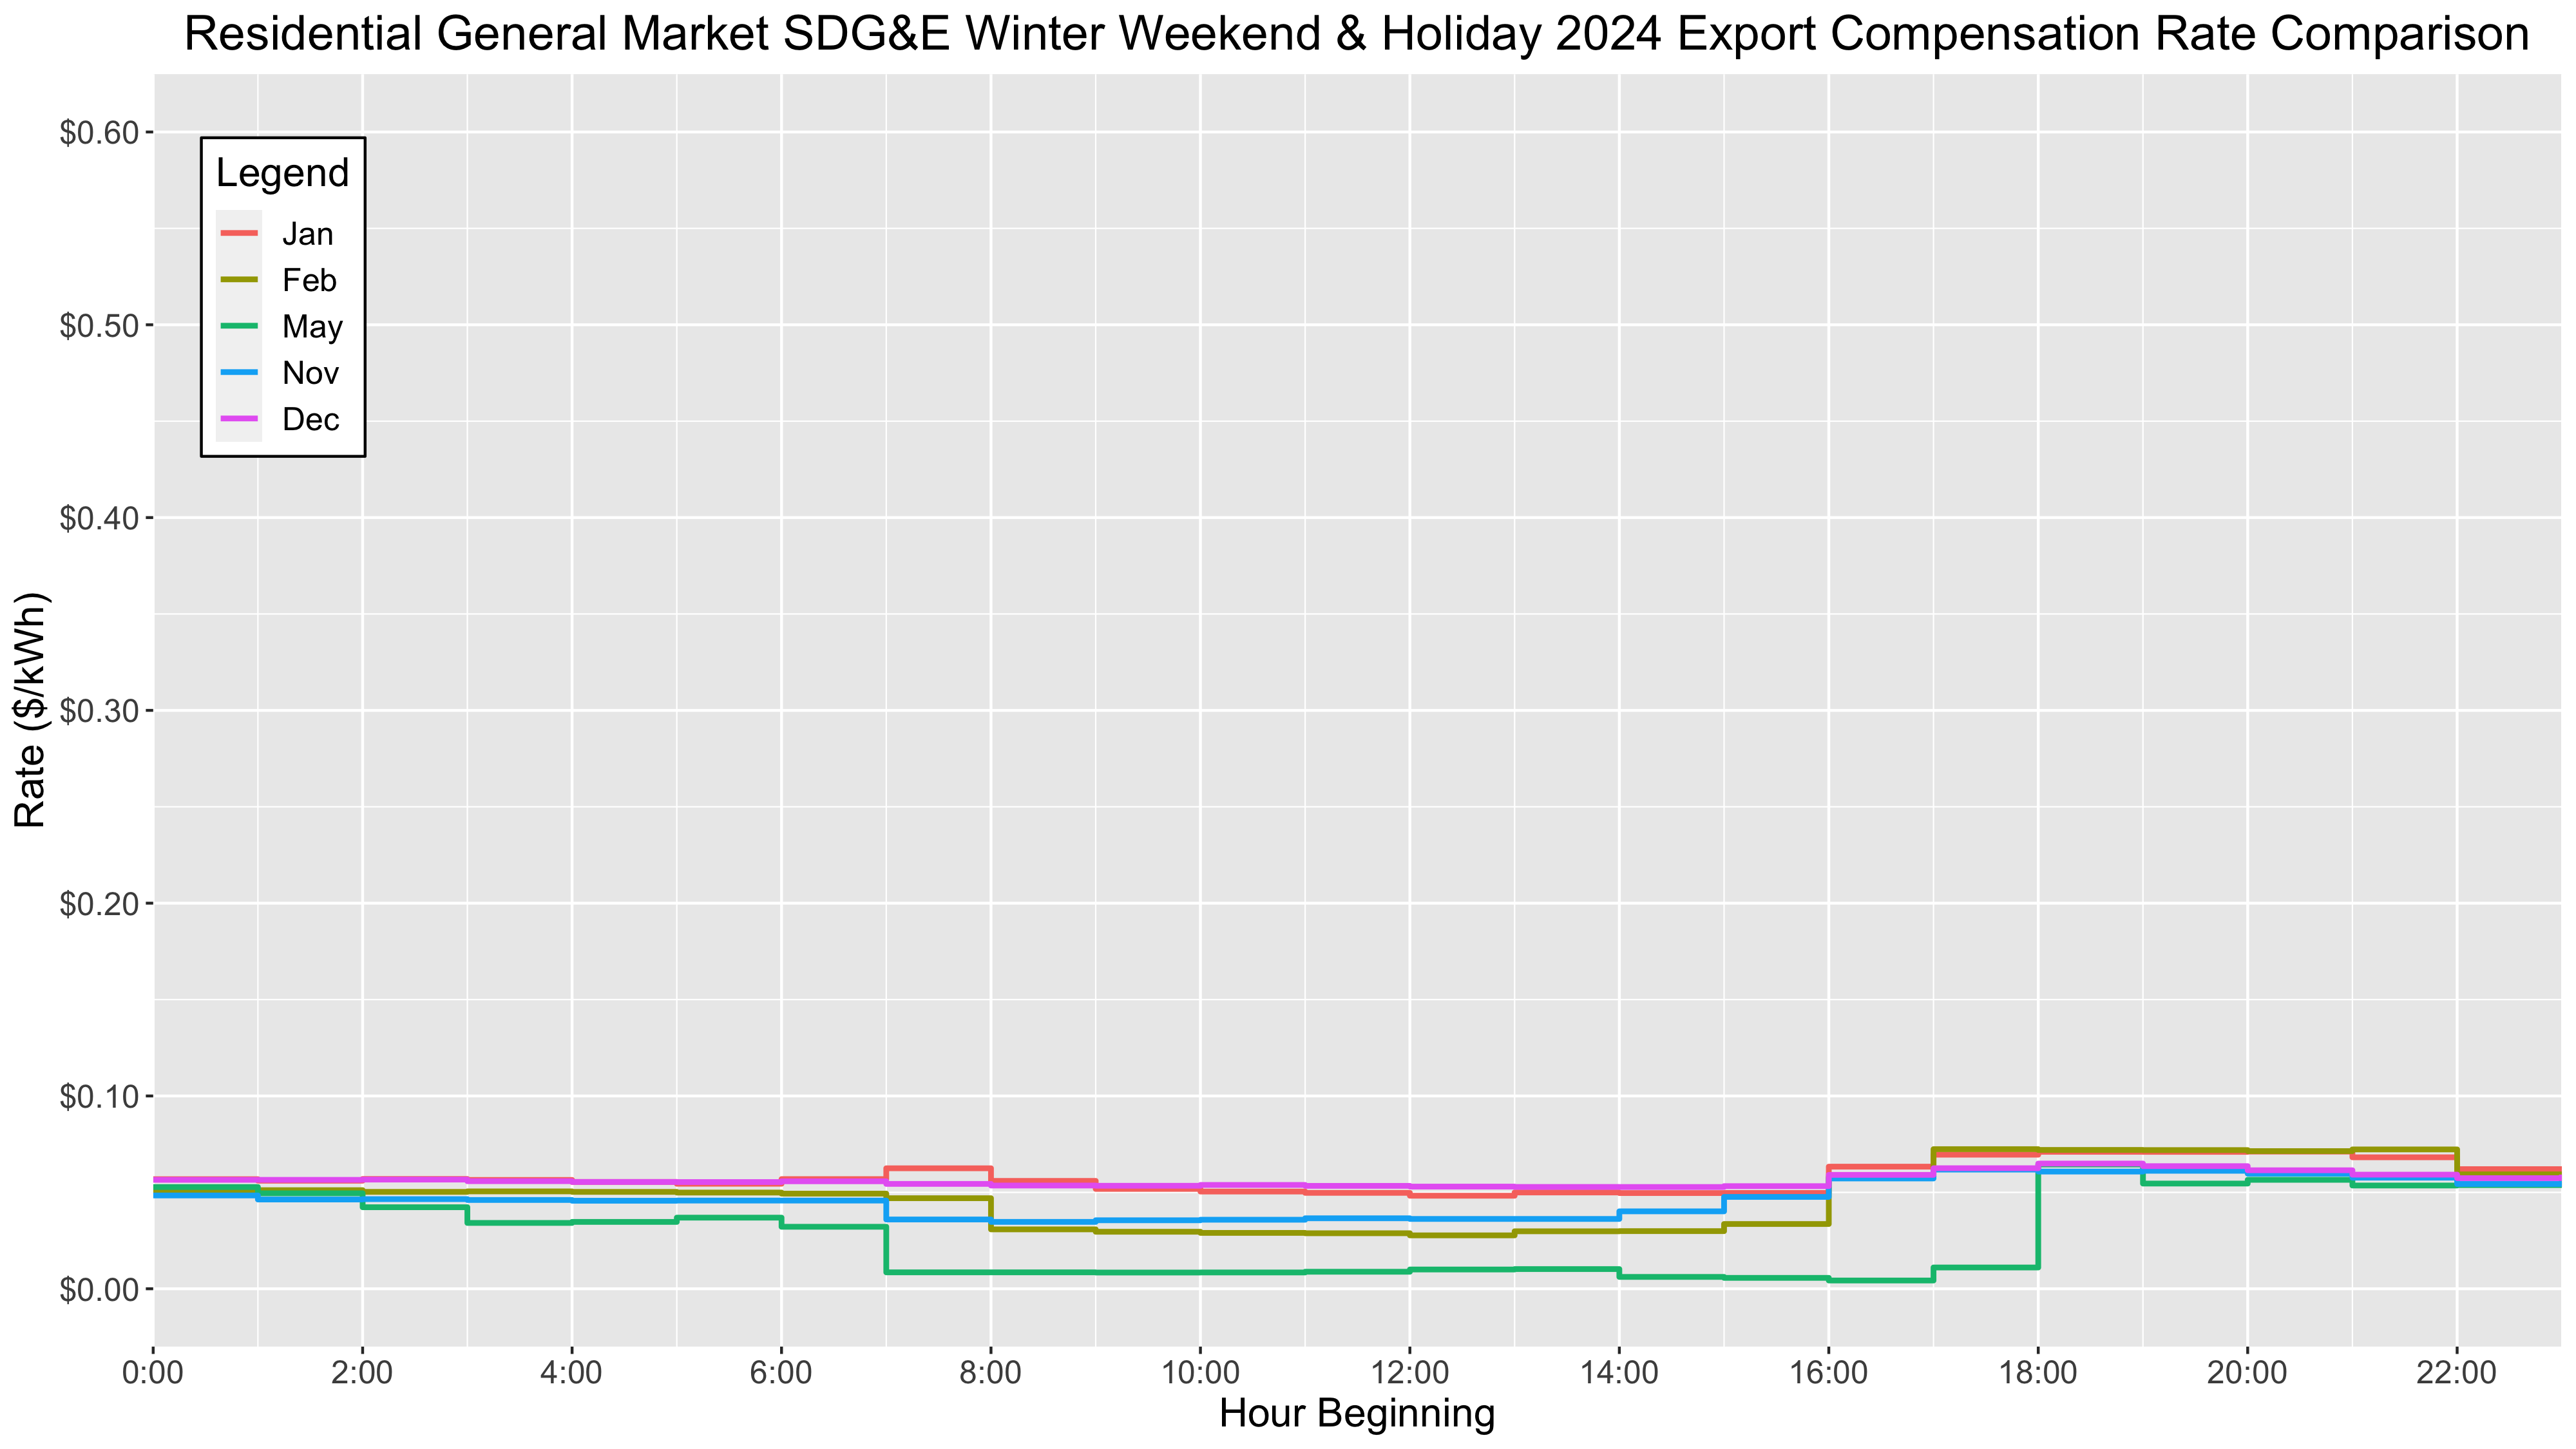 Residential General Market SDG&E Winter Weekend & Holiday 2024 Export Compensation Rate Comparison
$0.60
$0.50
$0.40
$0.30
$0.20
$0.10
$0.00
Rate ($/kWh)
Legend
Jan
Feb
May
Nov
Dec
0:00 2:00 4:00 6:00 8:00 10:00 12:00 14:00 16:00 18:00 20:00 22:00
Hour Beginning